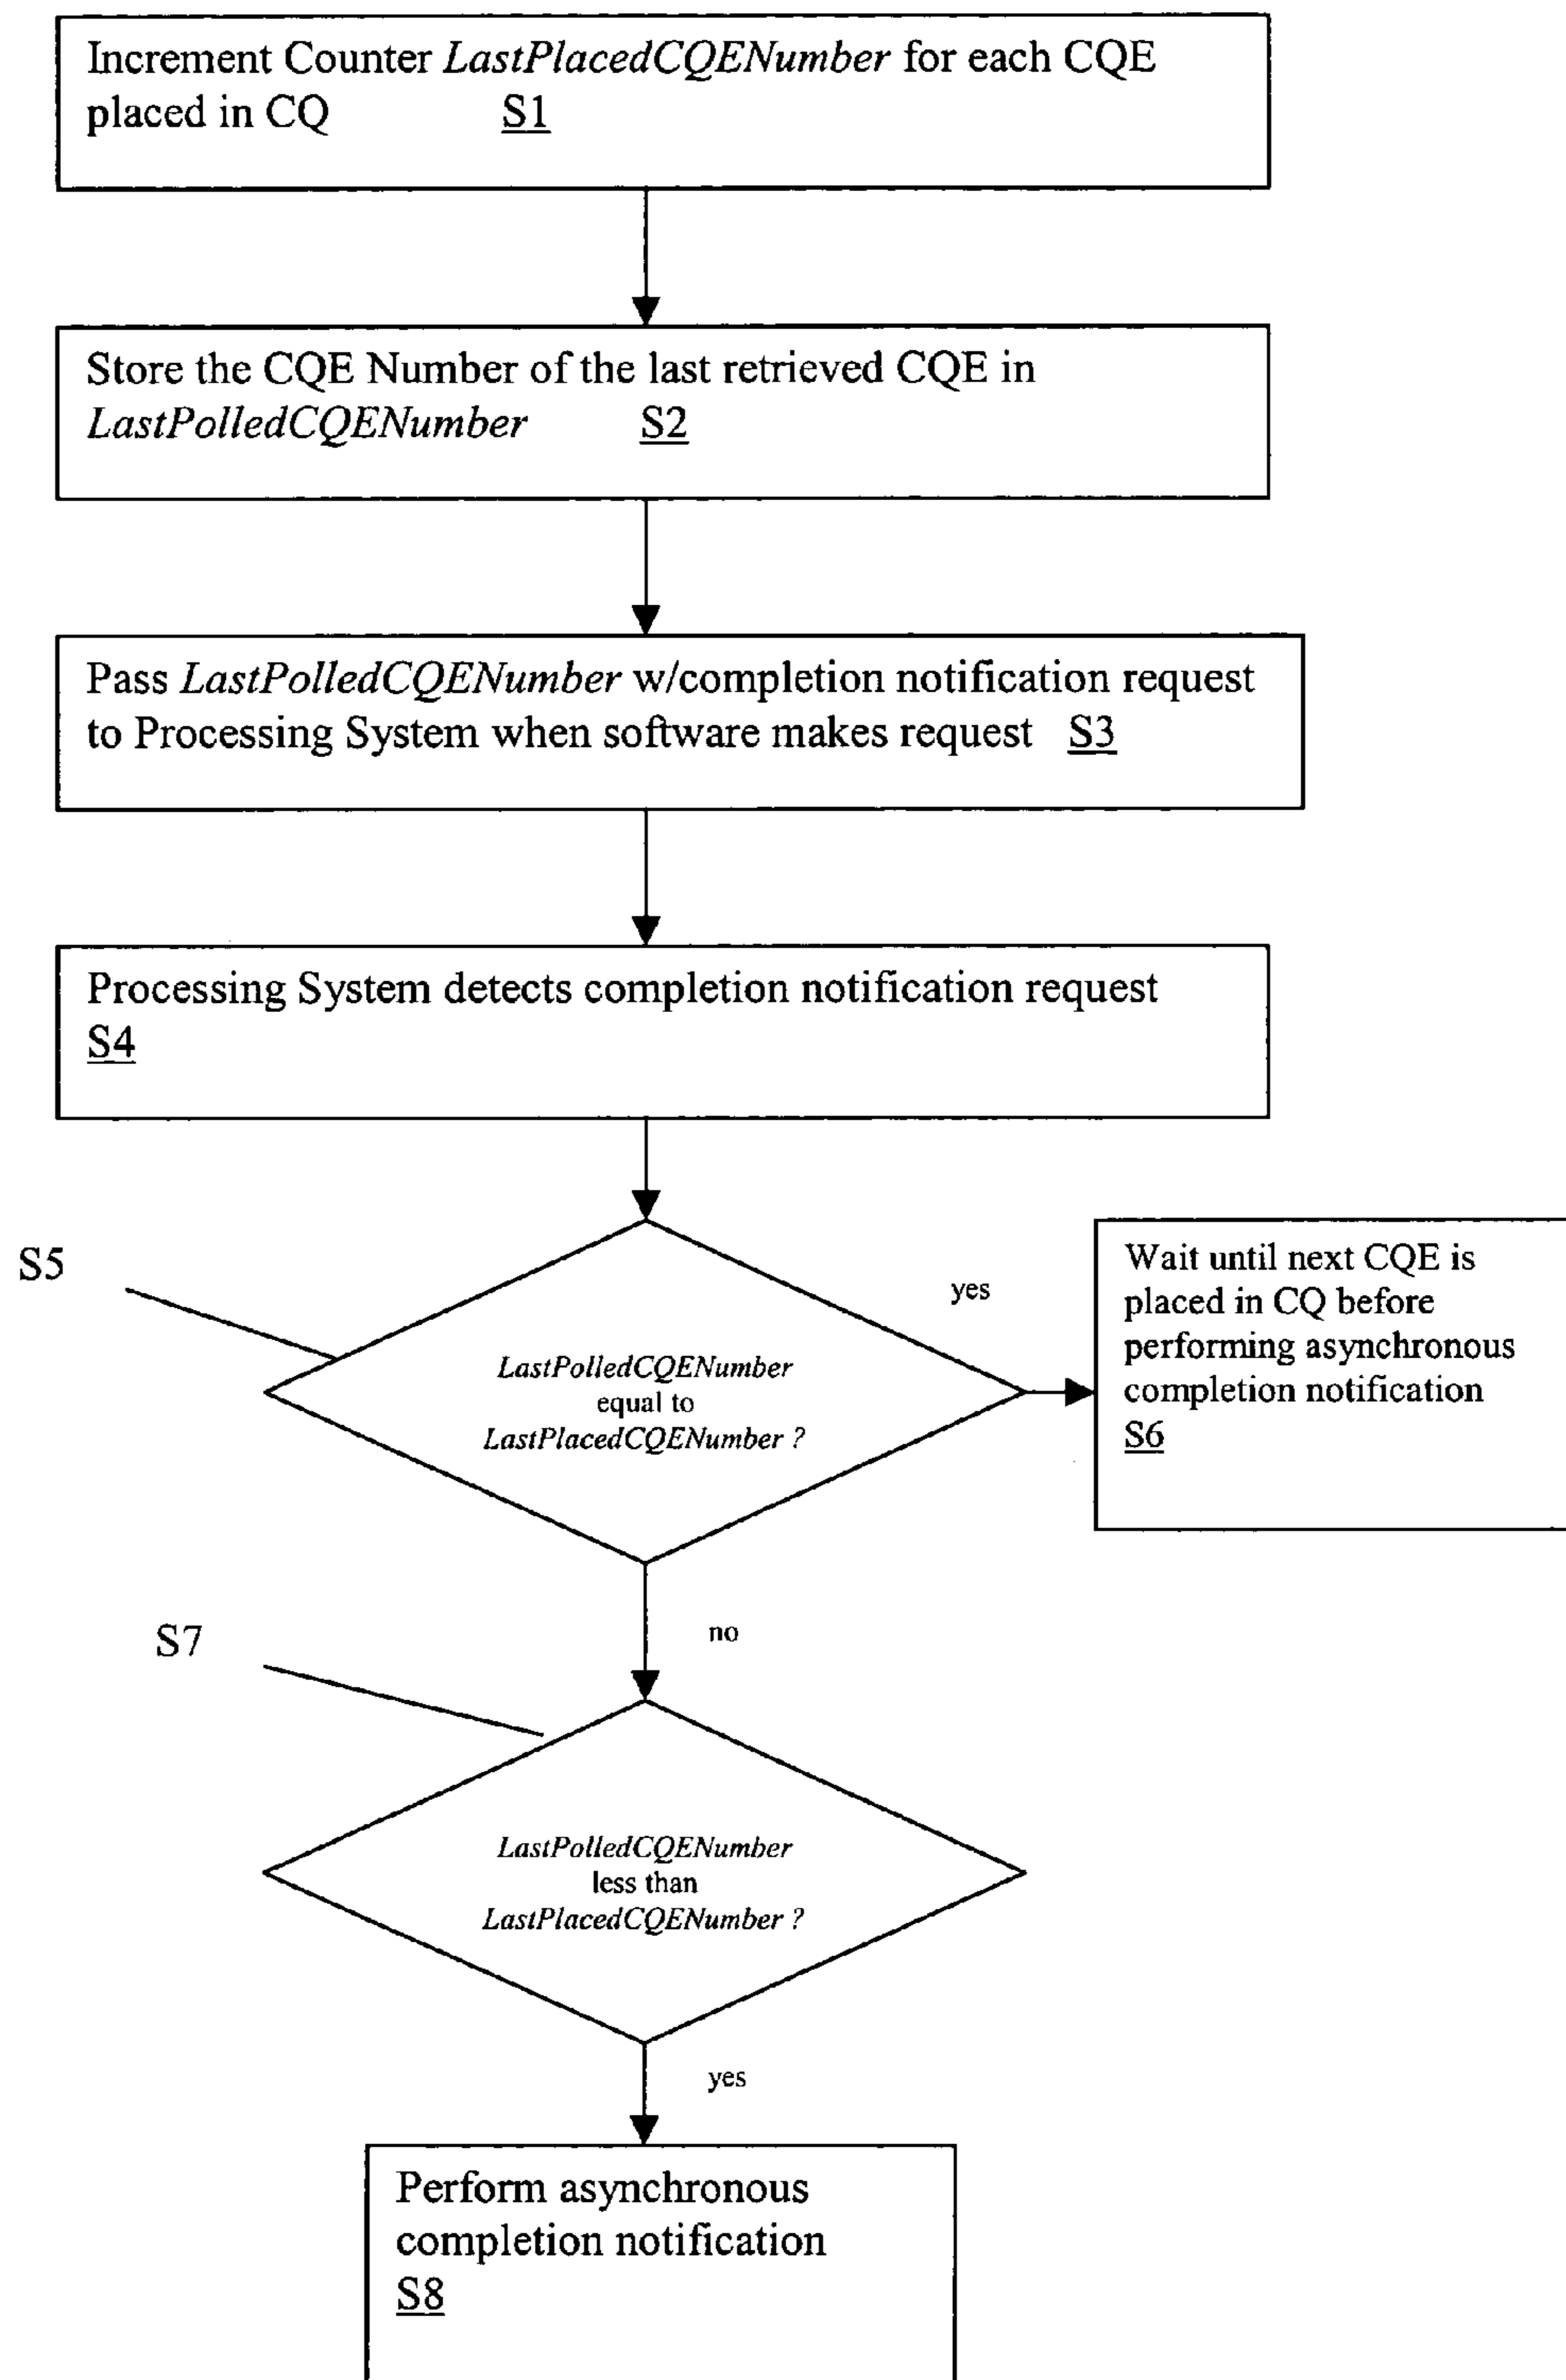 Increment Counter LastPlacedCQENumber for each CQE
placed in CQ S1
Store the CQE Number of the last retrieved CQE in
LastPolledCQENumber S2
Pass LastPolledCQENumber w/completion notification request
to Processing System when software makes request S3
Processing System detects completion notification request
S4
S5
LastPolledCQENumber
equal to
LastPlacedCQENumber ?
yes
Wait until next CQE is
placed in CQ before
performing asynchronous
completion notification
S6
no
S7
LastPolledCQENumber
less than
LastPlacedCQENumber ?
yes
Perform asynchronous
completion notification
S8